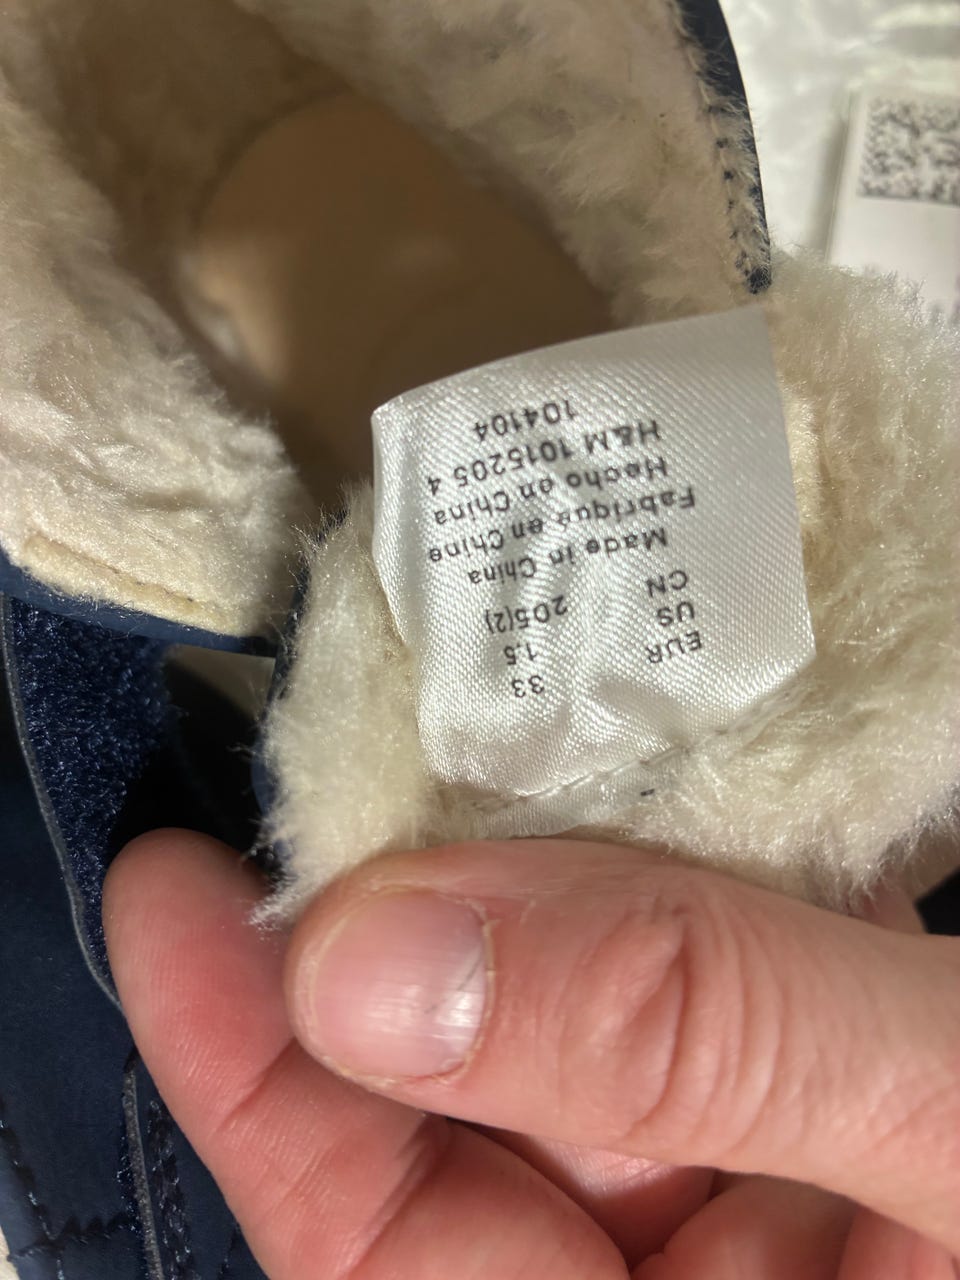 EUR 33
US 1.5
CN 205(2)
Made in China
Fabriqué en Chine
Hecho en China
H&M 1015205 4
104104